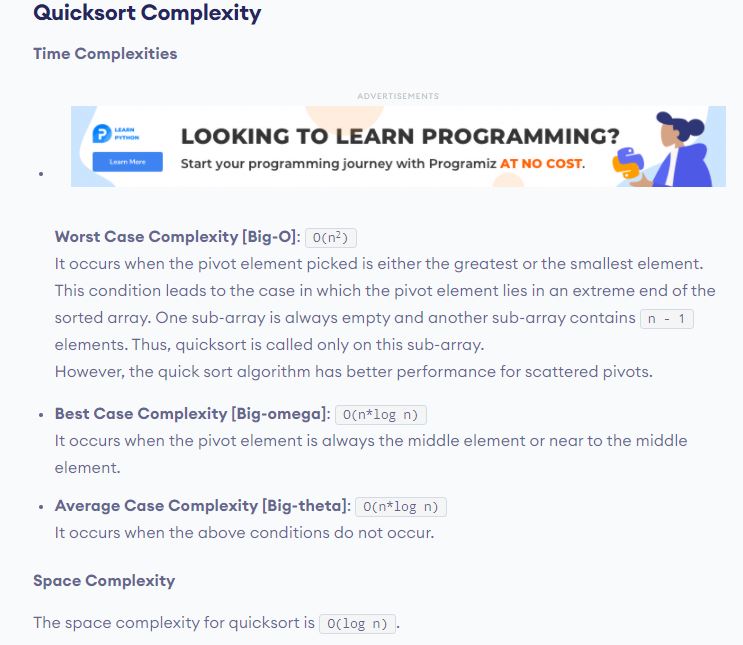 Quicksort Complexity
Time Complexities
ADVERTISEMENTS
LEARN
PYTHON
Learn More
LOOKING TO LEARN PROGRAMMING?
Start your programming journey with Programiz AT NO COST.
Worst Case Complexity [Big-O]: O(n²)
It occurs when the pivot element picked is either the greatest or the smallest element.
This condition leads to the case in which the pivot element lies in an extreme end of the
sorted array. One sub-array is always empty and another sub-array contains n - 1
elements. Thus, quicksort is called only on this sub-array.
However, the quick sort algorithm has better performance for scattered pivots.
• Best Case Complexity [Big-omega]: O(n*log n)
It occurs when the pivot element is always the middle element or near to the middle
element.
• Average Case Complexity [Big-theta]: O(n*log n)
It occurs when the above conditions do not occur.
Space Complexity
The space complexity for quicksort is O(log n).